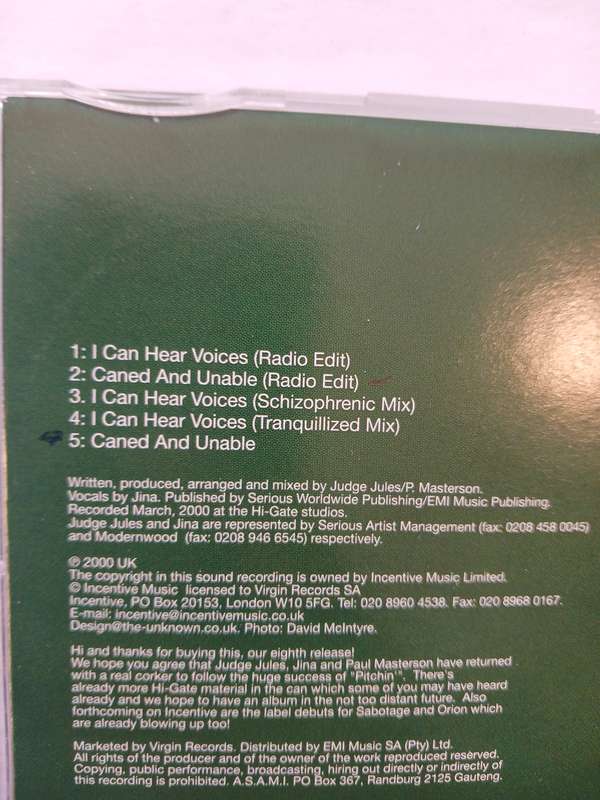 1: I Can Hear Voices (Radio Edit)
2: Caned And Unable (Radio Edit)
3. I Can Hear Voices (Schizophrenic Mix)
4: I Can Hear Voices (Tranquillized Mix)
5: Caned And Unable
Written, produced, arranged and mixed by Judge Jules/P. Masterson.
Vocals by Jina. Published by Serious Worldwide Publishing/EMI Music Publishing.
Recorded March, 2000 at the Hi-Gate studios.
Judge Jules and Jina are represented by Serious Artist Management (fax: 0208 458 0045)
and Modernwood (fax: 0208 946 6545) respectively.
℗ 2000 UK
The copyright in this sound recording is owned by Incentive Music Limited.
© Incentive Music licensed to Virgin Records SA
Incentive, PO Box 20153, London W10 5FG. Tel: 020 8960 4538. Fax: 020 8968 0167.
E-mail: incentive@incentivemusic.co.uk
Design@the-unknown.co.uk. Photo: David McIntyre.
Hi and thanks for buying this, our eighth release!
We hope you agree that Judge Jules, Jina and Paul Masterson have returned
with a real corker to follow the huge success of "Pitchin'". There's
already more Hi-Gate material in the can which some of you may have heard
already and we hope to have an album in the not too distant future. Also
forthcoming on Incentive are the label debuts for Sabotage and Orion which
are already blowing up too!
Marketed by Virgin Records. Distributed by EMI Music SA (Pty) Ltd.
All rights of the producer and of the owner of the work reproduced reserved.
Copying, public performance, broadcasting, hiring out directly or indirectly of
this recording is prohibited. A.S.A.M.I. PO Box 367, Randburg 2125 Gauteng.